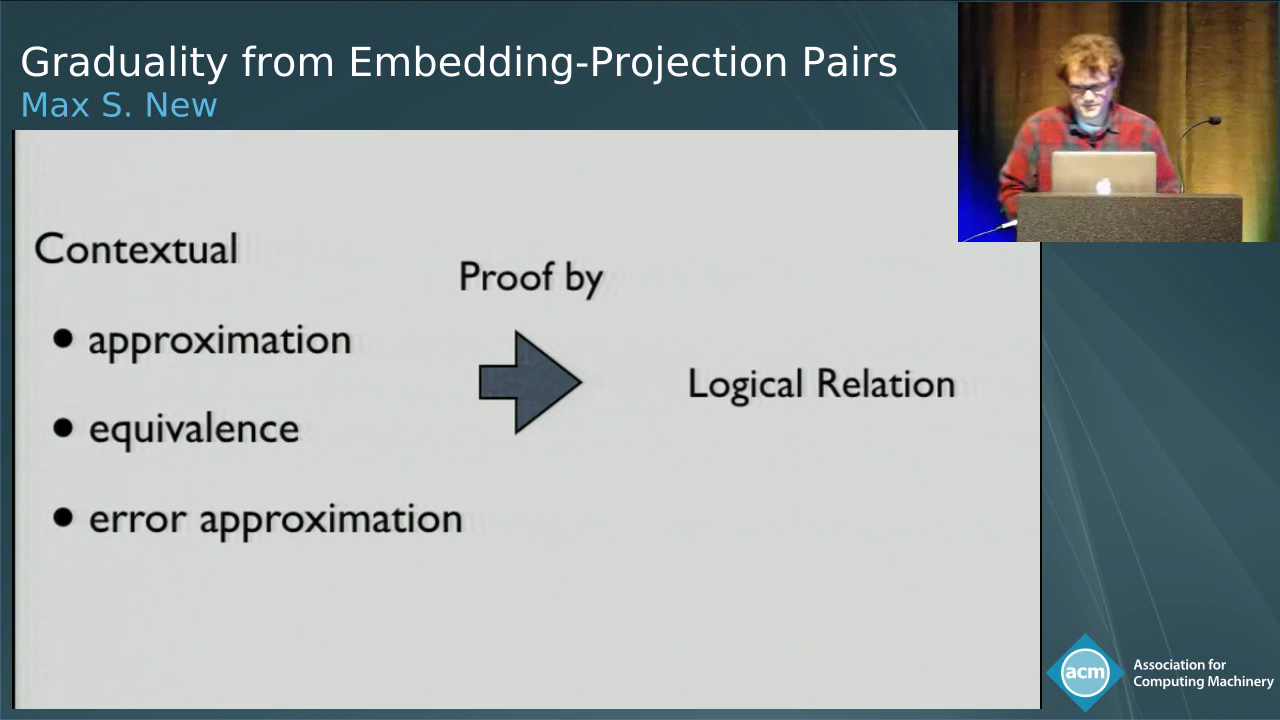 Graduality from Embedding-Projection Pairs
Max S. New
Contextual
• approximation
• equivalence
• error approximation
Proof by
Logical Relation
acm
Association for
Computing Machinery